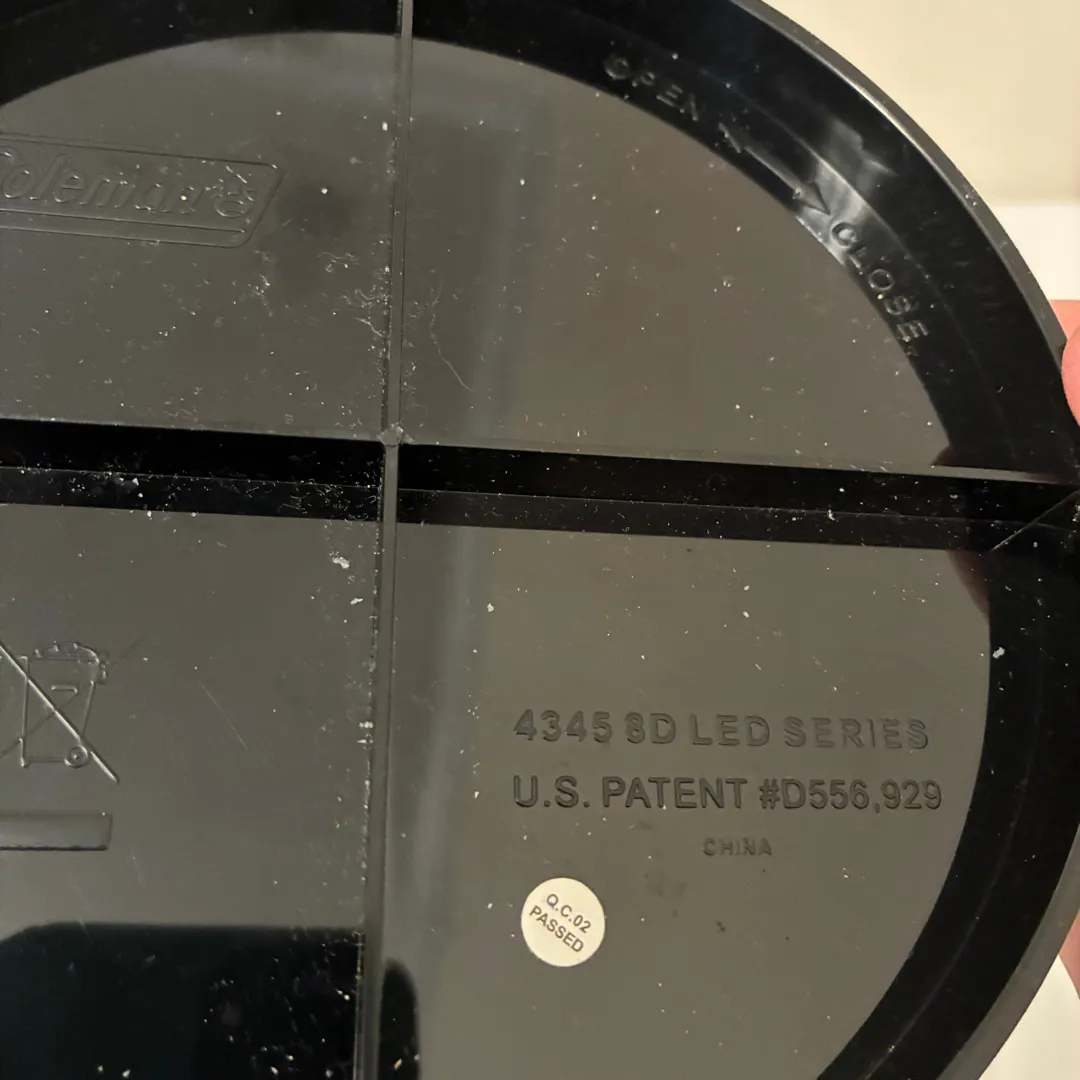 Coleman
OPEN
CLOSE
4345 8D LED SERIES
U.S. PATENT #D556,929
CHINA
Q.C.02
PASSED